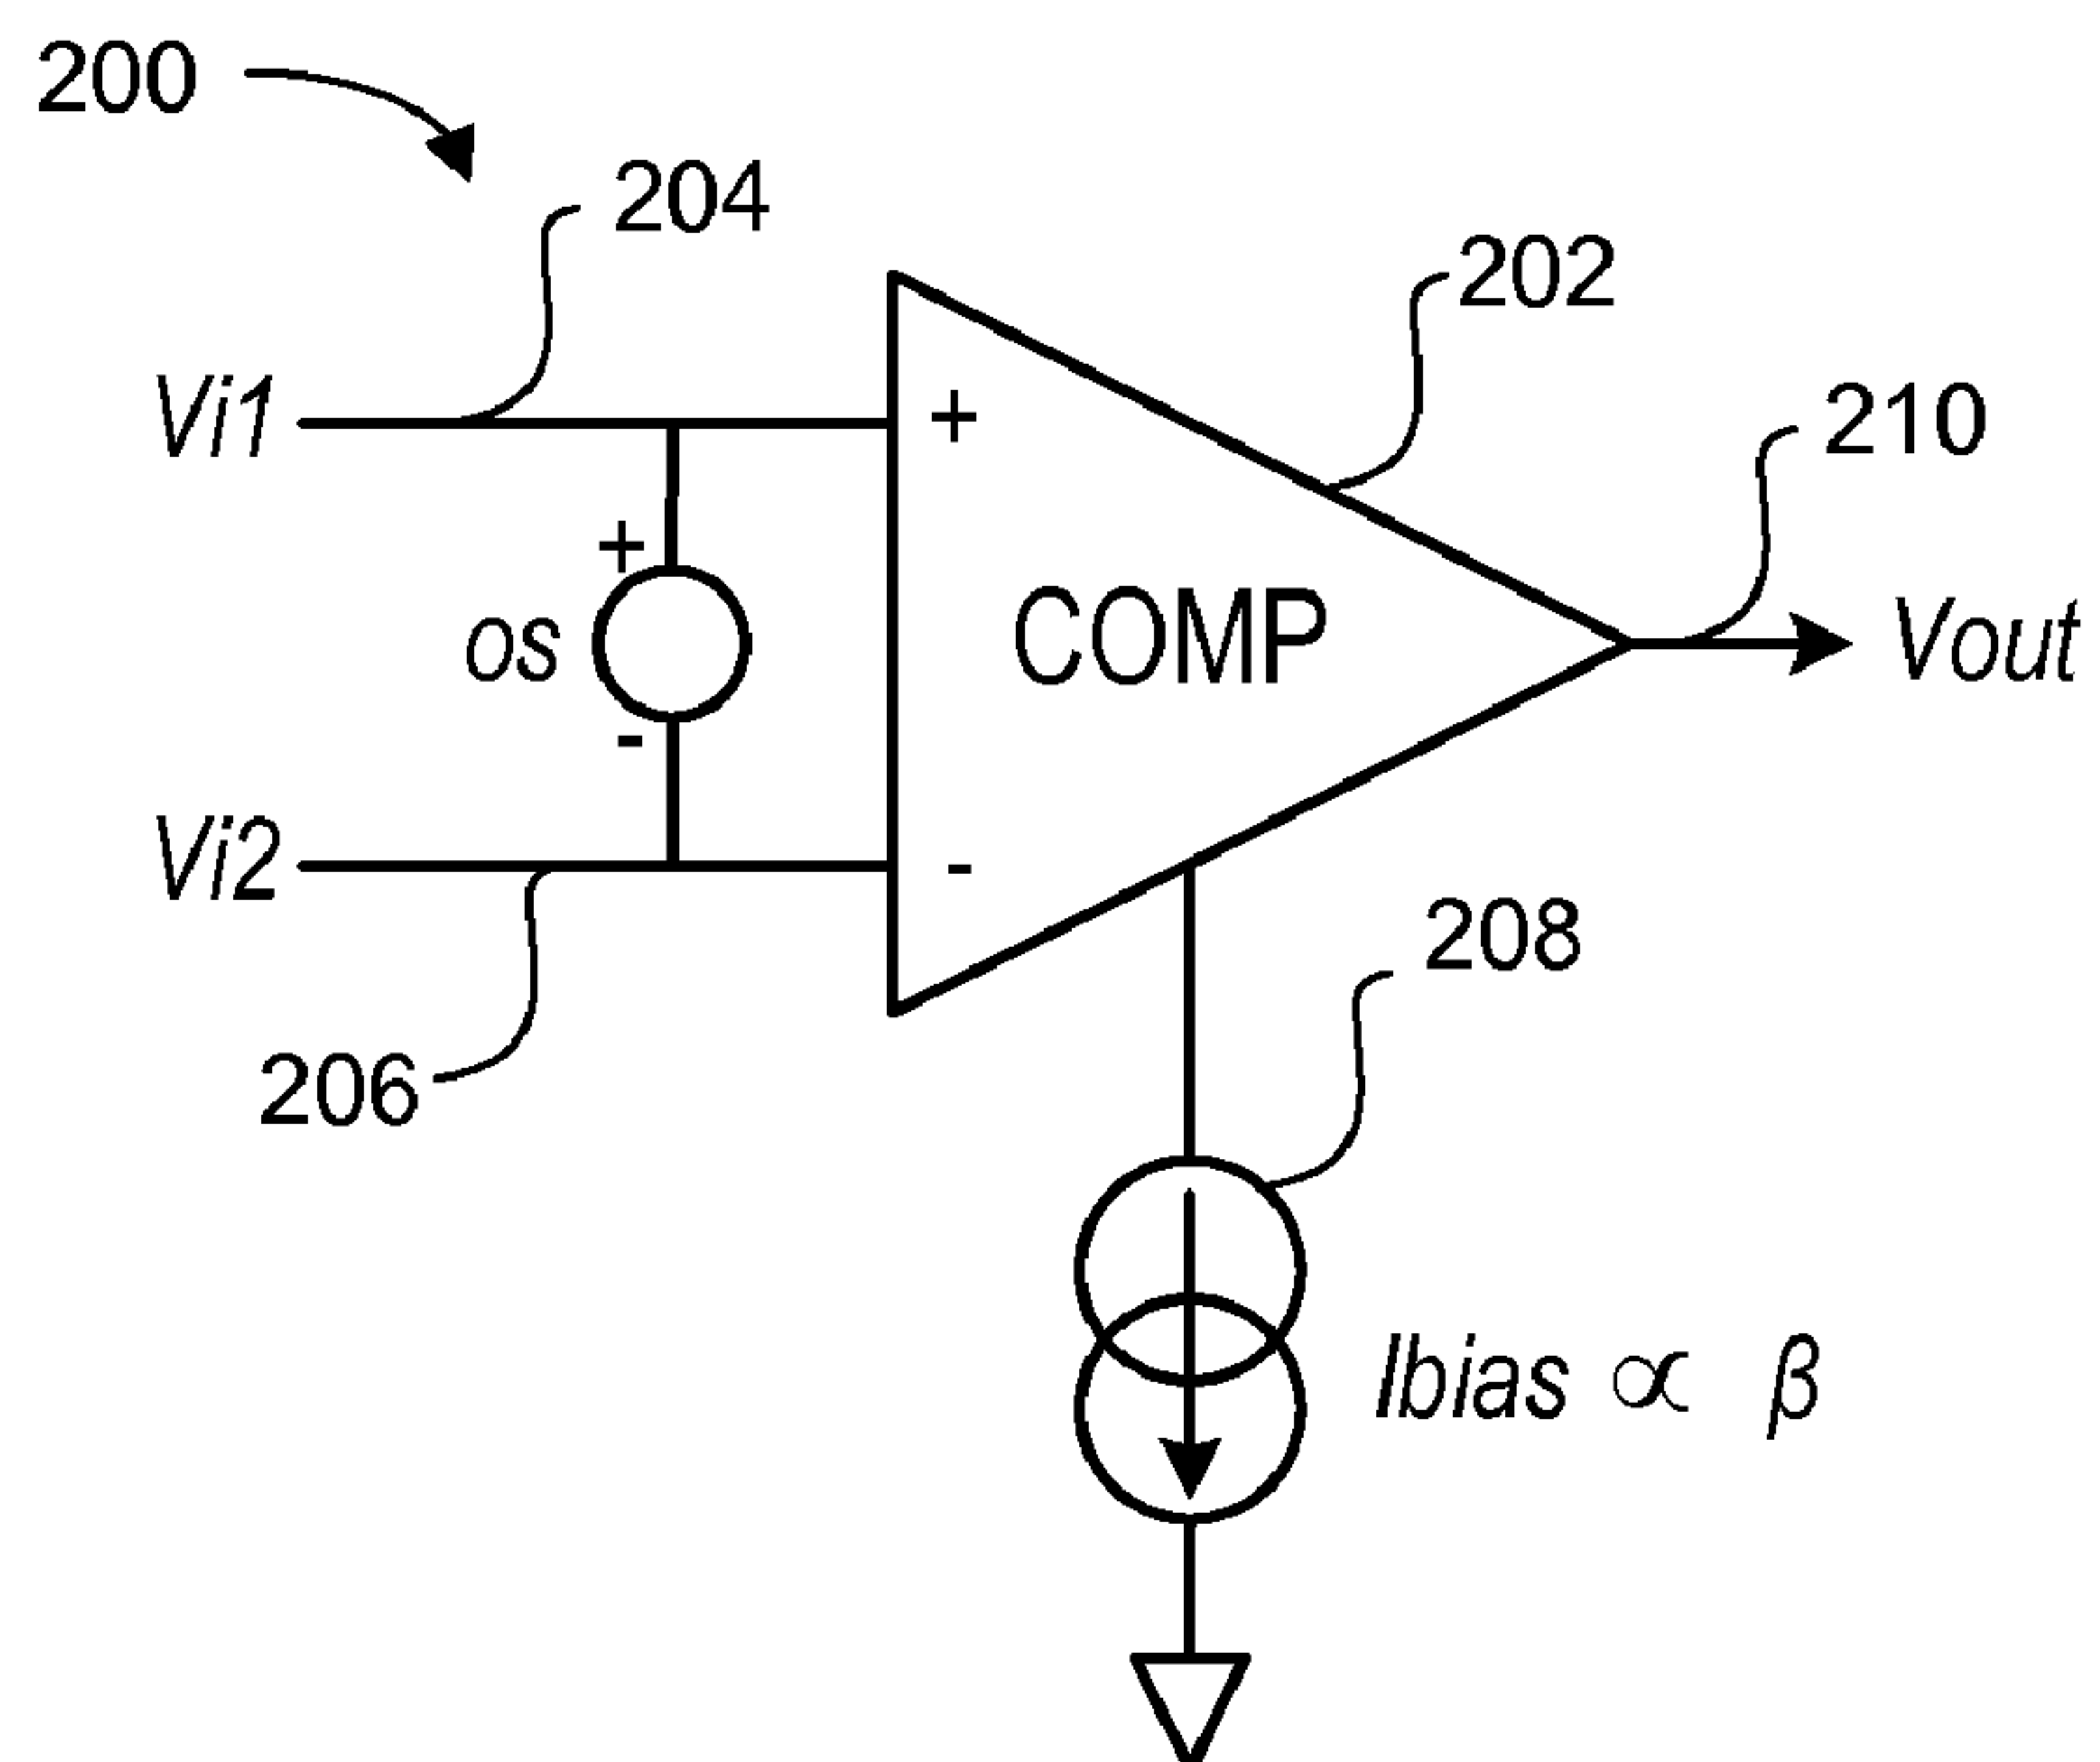 200
204
202
210
Vi1
+
+
os
COMP
Vout
-
Vi2
-
208
206
Ibias ∝ β